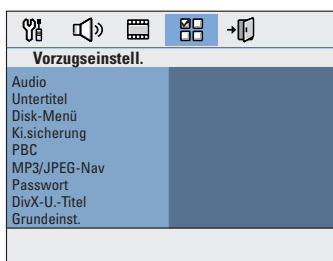 Vorzugseinstell.
Audio
Untertitel
Disk-Menü
Ki.sicherung
PBC
MP3/JPEG-Nav
Passwort
DivX-U.-Titel
Grundeinst.